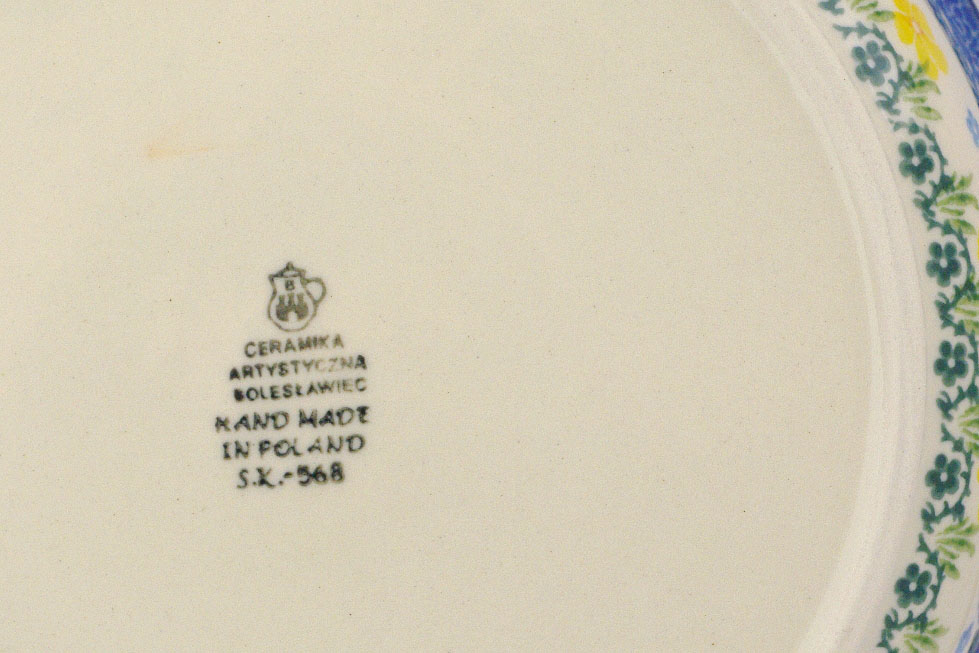 B
CERAMIKA
ARTYSTYCZNA
BOLESŁAWIEC
HAND MADE
IN POLAND
S.K.-568